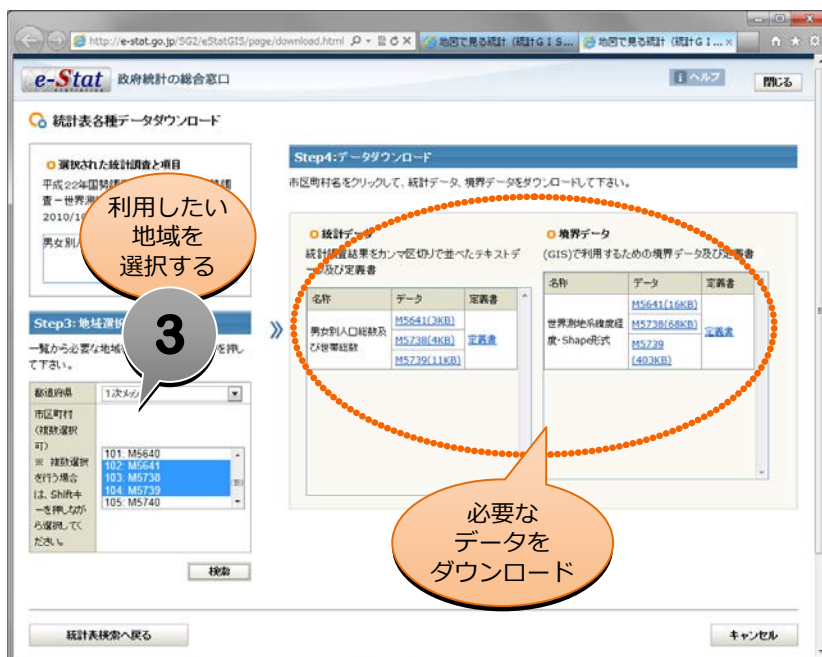 http://e-stat.go.jp/SG2/eStatGIS/page/download.html
地図で見る統計（統計ＧＩＳ...
地図で見る統計（統計ＧＩ...
e-Stat 政府統計の総合窓口
ヘルプ
閉じる
統計表各種データダウンロード
選択された統計調査と項目
平成22年国勢
査－世界測
2010/10
男女別人
利用したい
地域を
選択する
Step3:地域選択
3
一覧から必要な地域
を押し
て下さい。
都道府県
1次メッ
市区町村
(複数選択
可)
※ 複数選択
を行う場合
は、Shiftキ
ーを押しなが
ら選択してく
ださい。
101: M5640
102: M5641
103: M5738
104: M5739
105: M5740
検索
Step4:データダウンロード
市区町村名をクリックして、統計データ、境界データをダウンロードして下さい。
統計データ
統計調査結果をカンマ区切りで並べたテキストデ
ータ及び定義書
名称 データ 定義書
男女別人口総数及
び世帯総数
M5641(3KB)
M5738(4KB)
M5739(11KB)
定義書
境界データ
(GIS)で利用するための境界データ及び定義書
名称 データ 定義書
世界測地系緯度経
度・Shape形式
M5641(16KB)
M5738(68KB)
M5739
(403KB)
定義書
必要な
データを
ダウンロード
統計表検索へ戻る
キャンセル